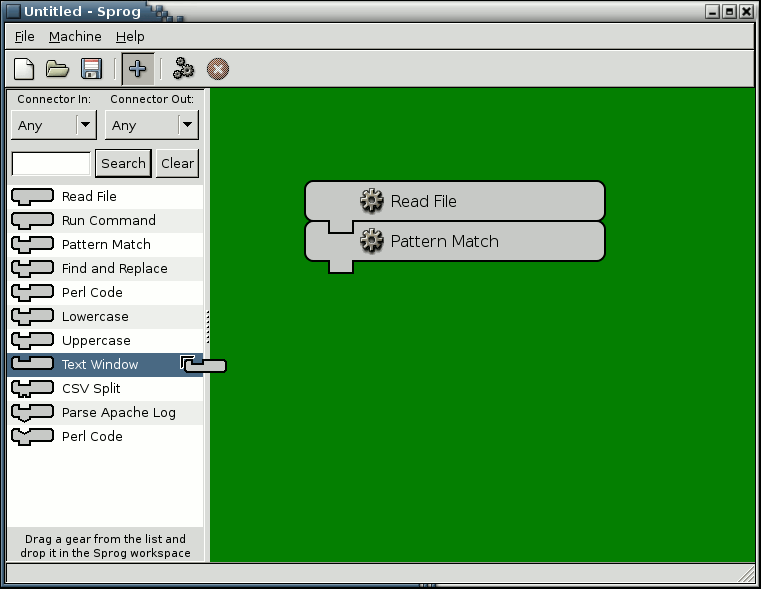 Untitled - Sprog
File Machine Help
Connector In: Connector Out:
Any Any
Search Clear
Read File
Run Command
Pattern Match
Find and Replace
Perl Code
Lowercase
Uppercase
Text Window
CSV Split
Parse Apache Log
Perl Code
Drag a gear from the list and
drop it in the Sprog workspace
Read File
Pattern Match